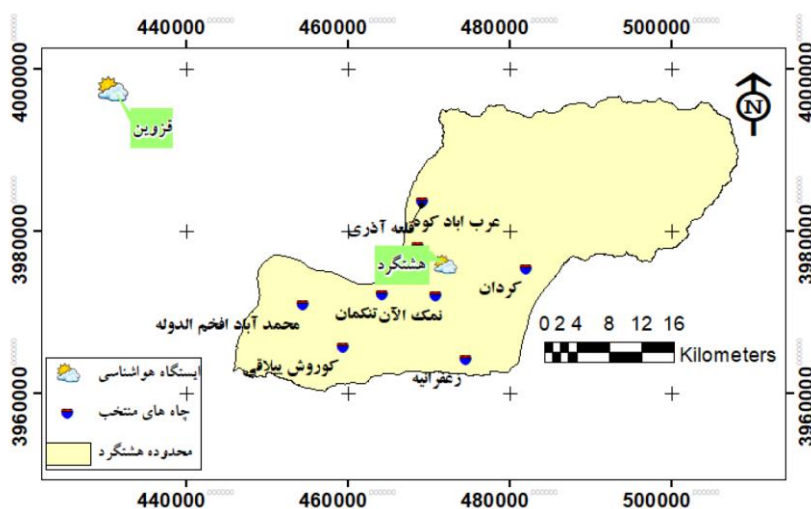 440000 460000 480000 500000
4000000 4000000
قزوین
N
عرب اباد کود
قلعه آذری
3980000 3980000
هشتگرد
کردان
نمک الآن تنکمان
محمد آباد افخم الدوله
0 2 4 8 12 16
Kilometers
کوروش ییلاقی
زعفرانیه
ایستگاه هواشناسی
چاه های منتخب
محدوده هشتگرد
3960000 3960000
440000 460000 480000 500000